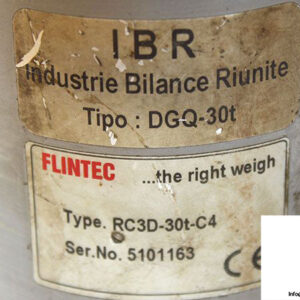 IBR
Industrie Bilance Riunite
Tipo : DGQ-30t
FLINTEC ...the right weigh
Type. RC3D-30t-C4
Ser.No. 5101163 CE